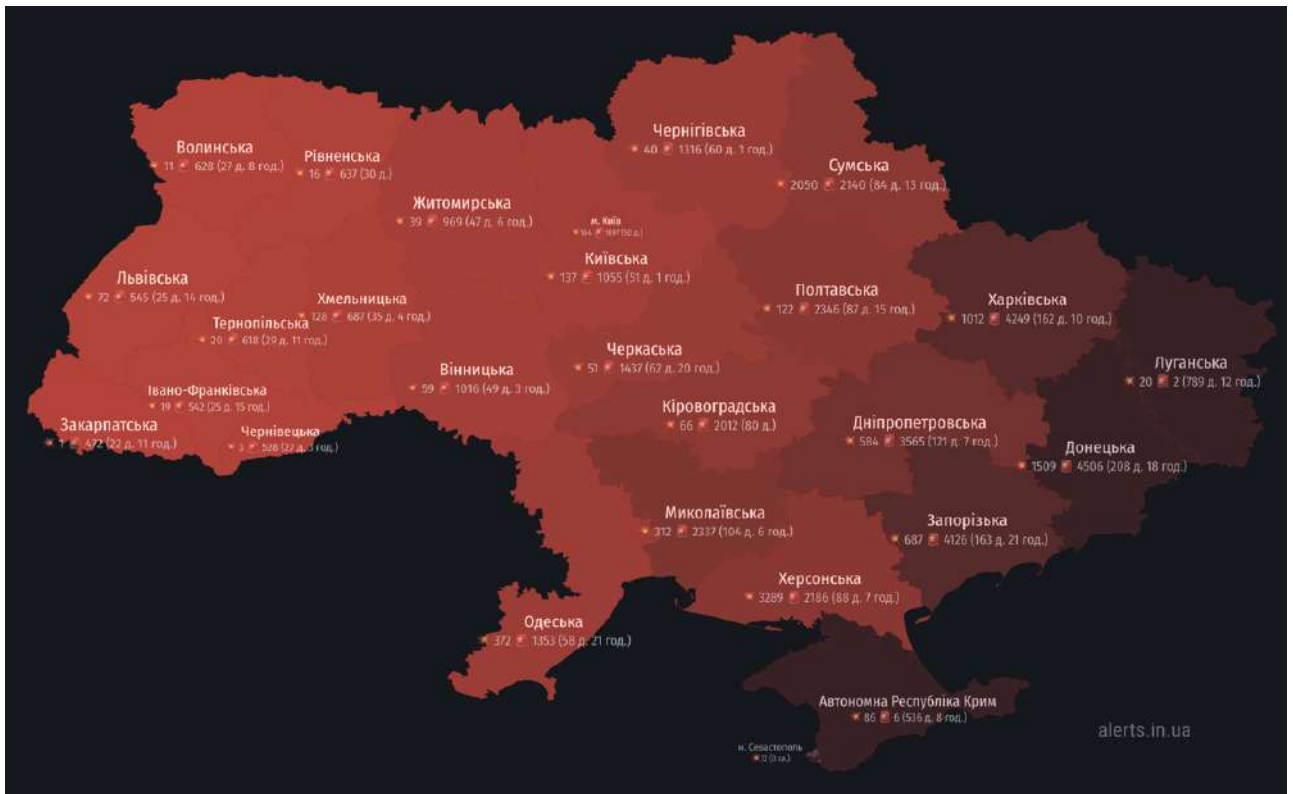 Чернігівська
40 1316 (60 д. 1 год.)
Волинська
11 628 (27 д. 8 год.)
Рівненська
16 637 (30 д.)
Сумська
2050 2140 (84 д. 13 год.)
Житомирська
39 969 (47 д. 6 год.)
м. Київ
Київська
137 1055 (51 д. 1 год.)
Львівська
72 545 (25 д. 14 год.)
Хмельницька
128 687 (35 д. 4 год.)
Тернопільська
20 618 (29 д. 11 год.)
Полтавська
122 2346 (87 д. 15 год.)
Харківська
1012 4249 (162 д. 10 год.)
Черкаська
51 1437 (62 д. 20 год.)
Вінницька
59 1016 (49 д. 3 год.)
Луганська
20 2 (789 д. 12 год.)
Івано-Франківська
19 542 (25 д. 15 год.)
Кіровоградська
66 2012 (80 д.)
Дніпропетровська
584 3565 (121 д. 7 год.)
Закарпатська
472 (22 д. 11 год.)
Чернівецька
3 528 год.)
Донецька
1509 4506 (208 д. 18 год.)
Миколаївська
312 2337 (104 д. 6 год.)
Запорізька
687 4126 (163 д. 21 год.)
Херсонська
3289 2186 (88 д. 7 год.)
Одеська
372 1353 (58 д. 21 год.)
Автономна Республіка Крим
86 6 (536 д. 8 год.)
alerts.in.ua
м. Севастополь